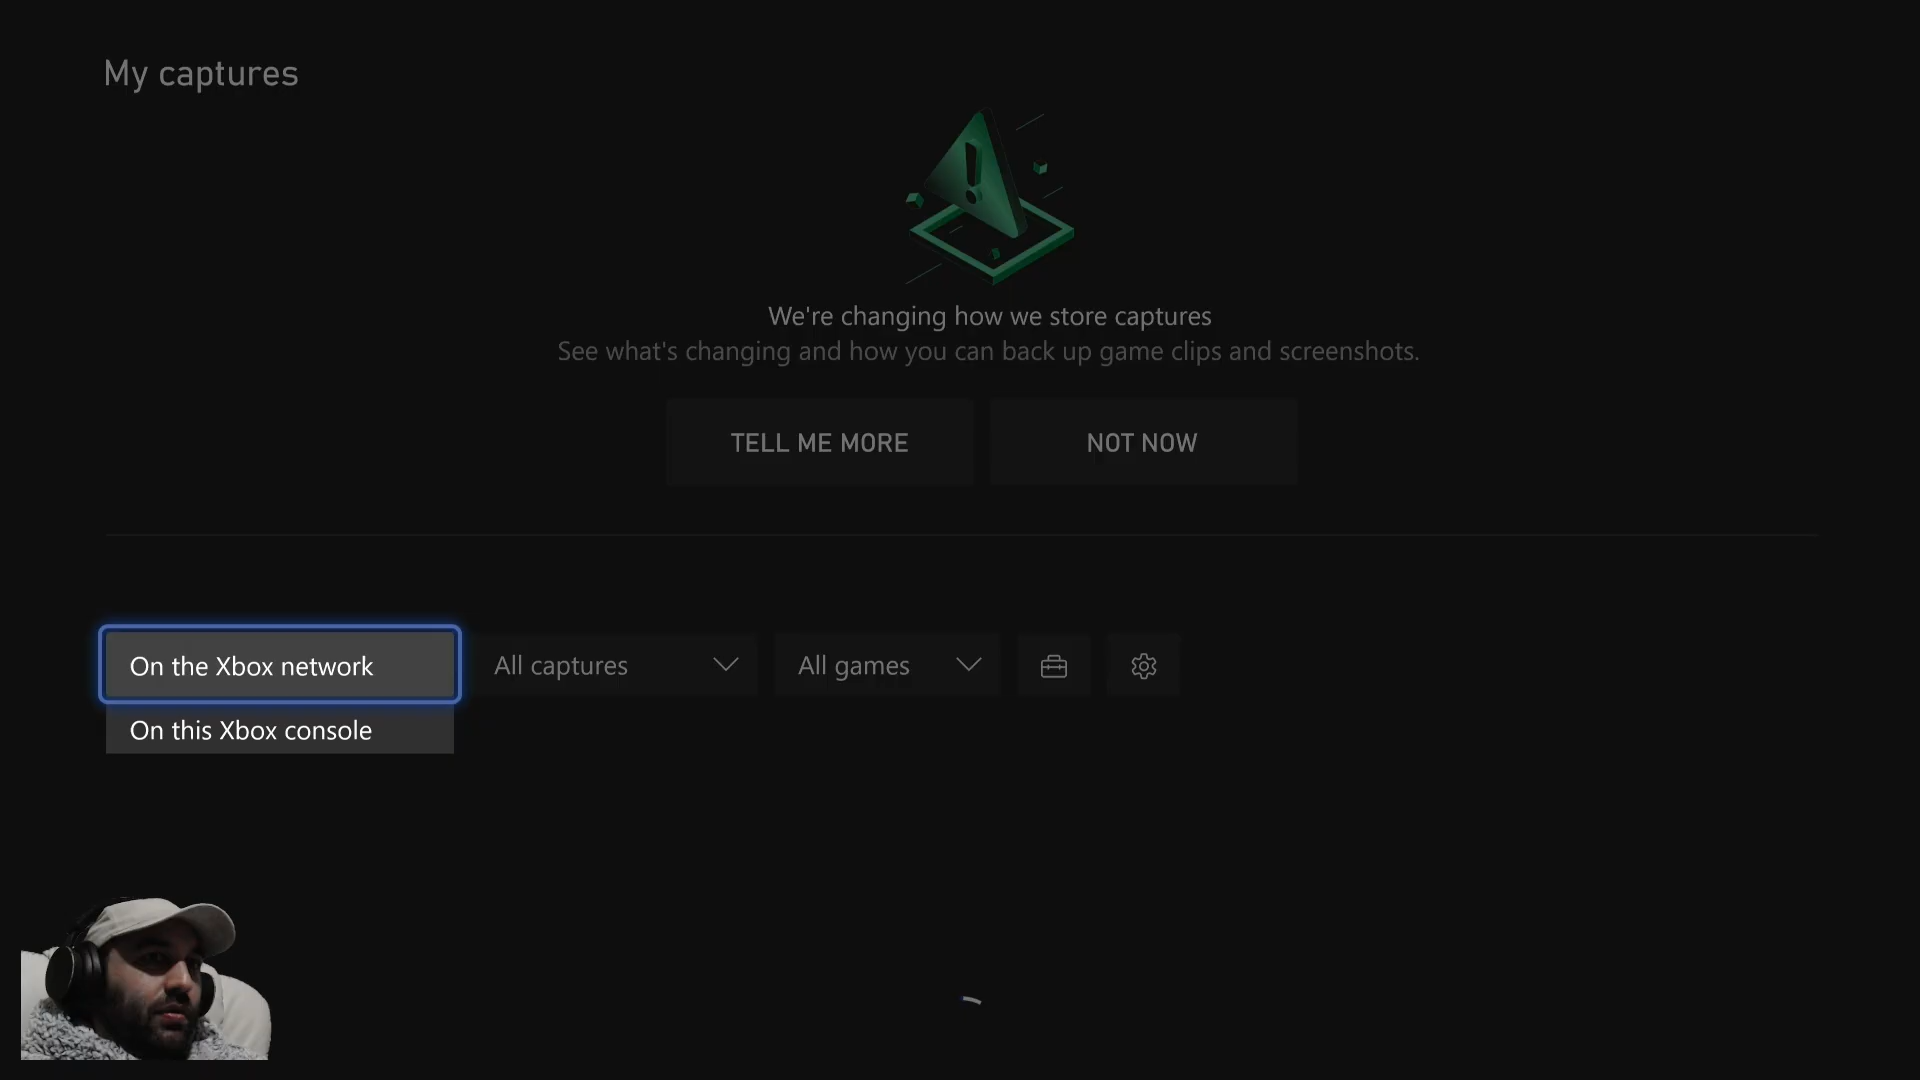 My captures
We're changing how we store captures
See what's changing and how you can back up game clips and screenshots.
TELL ME MORE
NOT NOW
On the Xbox network
All captures
All games
On this Xbox console